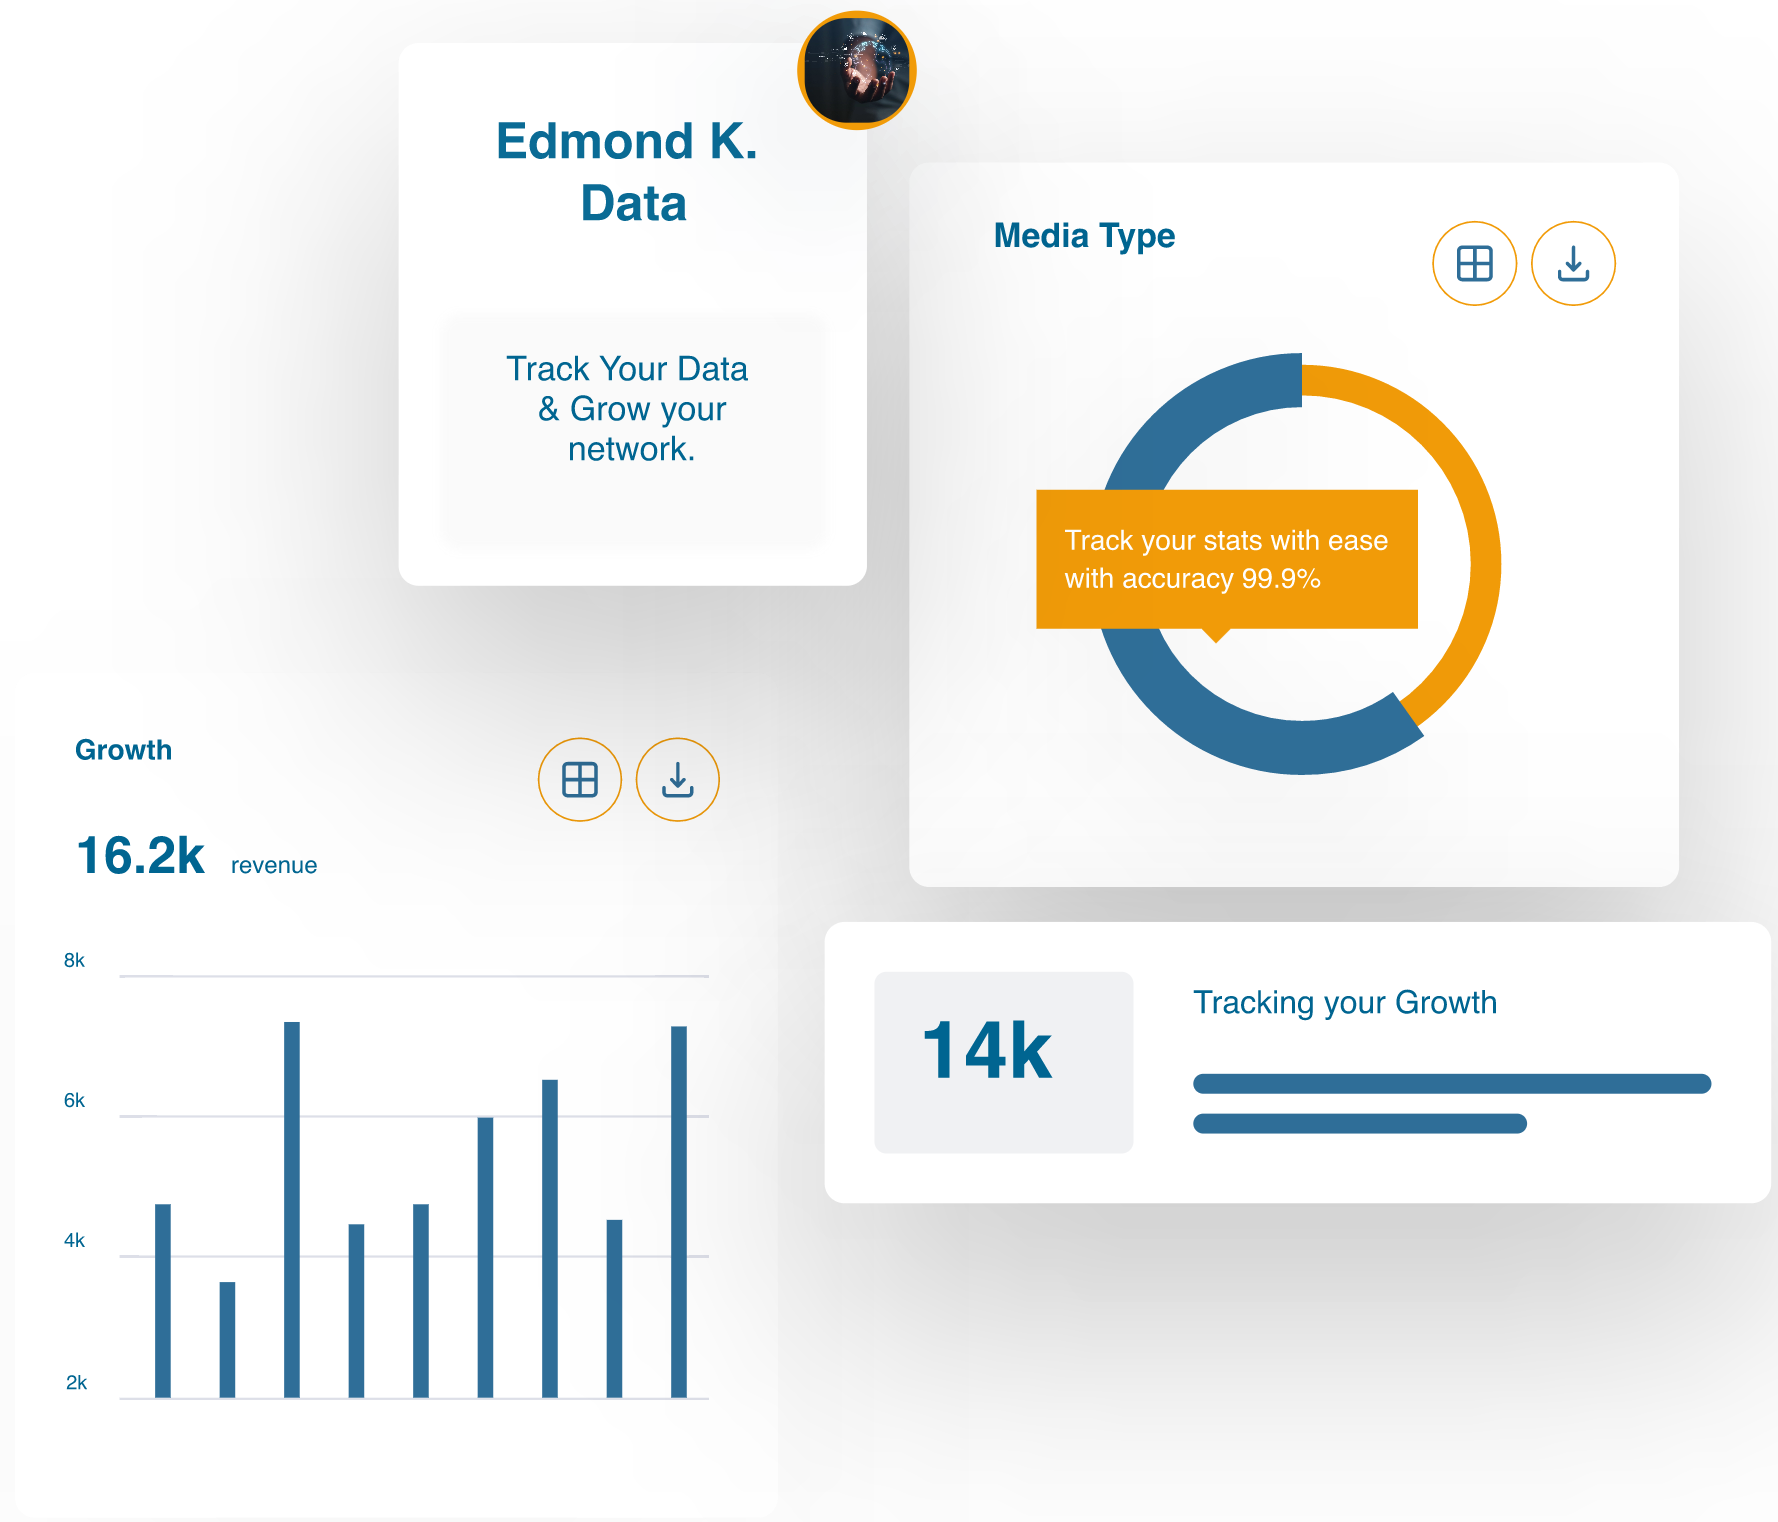 Edmond K.
Data
Track Your Data
& Grow your
network.
Media Type
Track your stats with ease
with accuracy 99.9%
Growth
16.2k revenue
8k
6k
4k
2k
14k
Tracking your Growth